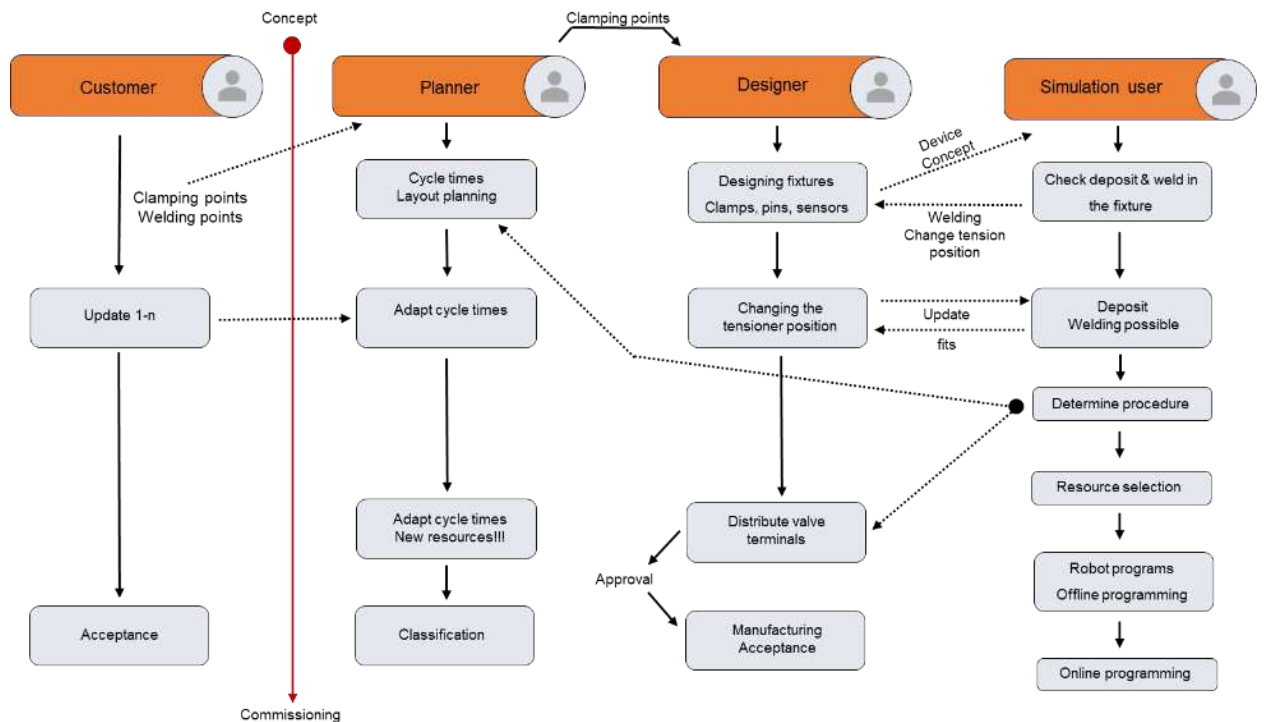 Concept
Clamping points
Customer
Planner
Designer
Simulation user
Clamping points
Welding points
Cycle times
Layout planning
Designing fixtures
Clamps, pins, sensors
Device
Concept
Welding
Change tension
position
Check deposit & weld in
the fixture
Update 1-n
Adapt cycle times
Changing the
tensioner position
Update
fits
Deposit
Welding possible
Determine procedure
Resource selection
Adapt cycle times
New resources!!!
Distribute valve
terminals
Approval
Robot programs
Offline programming
Acceptance
Classification
Manufacturing
Acceptance
Online programming
Commissioning